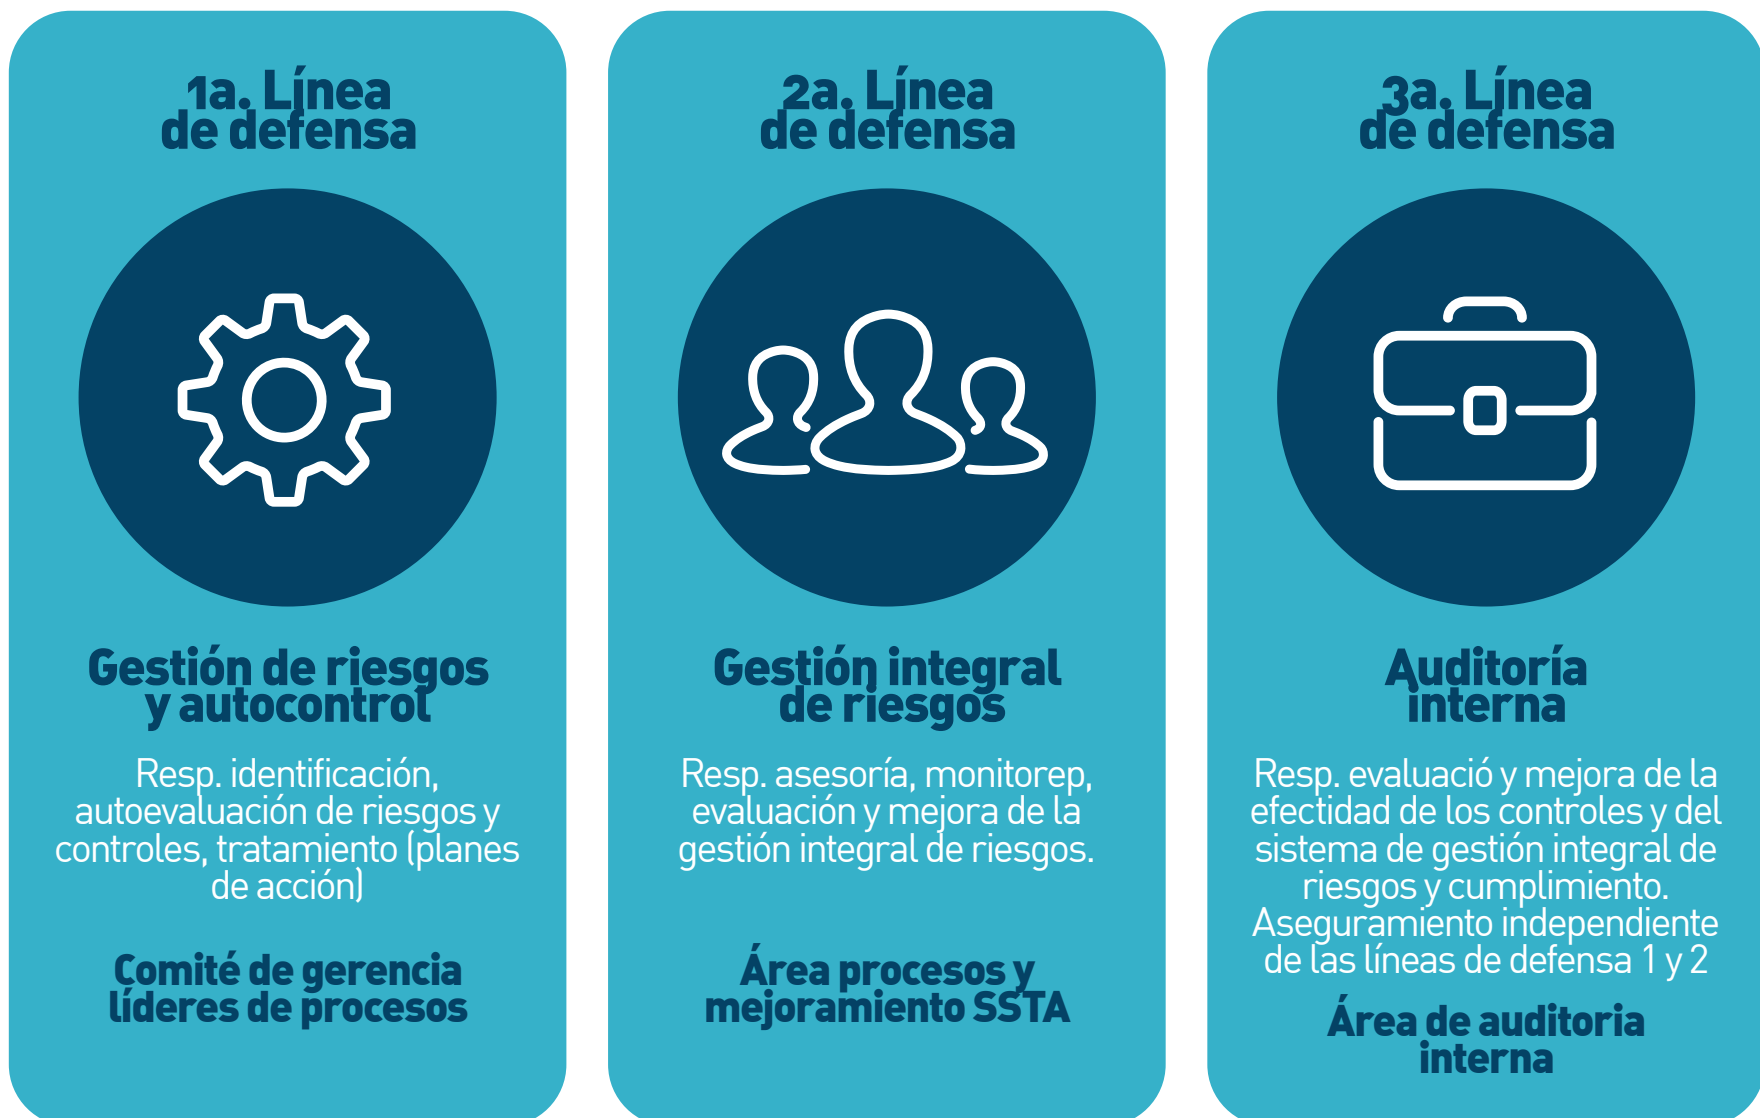 1a. Línea
de defensa
Gestión de riesgos
y autocontrol
Resp. identificación,
autoevaluación de riesgos y
controles, tratamiento (planes
de acción)
Comité de gerencia
líderes de procesos
2a. Línea
de defensa
Gestión integral
de riesgos
Resp. asesoría, monitorep,
evaluación y mejora de la
gestión integral de riesgos.
Área procesos y
mejoramiento SSTA
3a. Línea
de defensa
Auditoría
interna
Resp. evaluació y mejora de la
efectidad de los controles y del
sistema de gestión integral de
riesgos y cumplimiento.
Aseguramiento independiente
de las líneas de defensa 1 y 2
Área de auditoria
interna